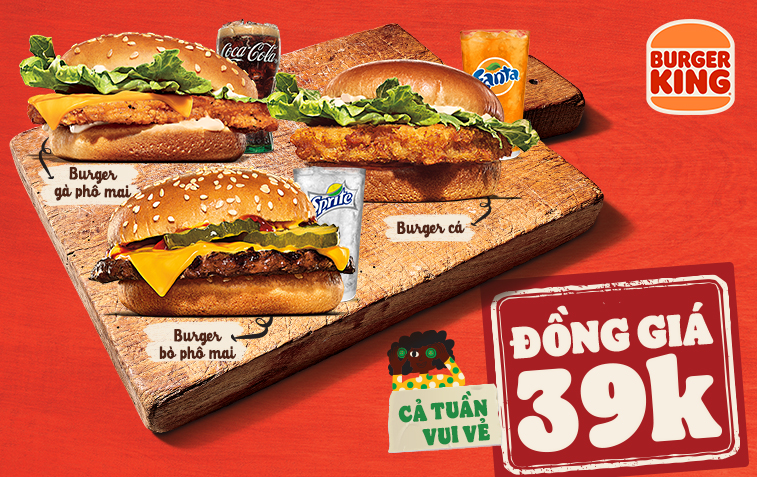 Coca-Cola
Fanta
BURGER
KING
Burger
gà phô mai
Sprite
Burger cá
Burger
bò phô mai
ĐỒNG GIÁ
39k
CẢ TUẦN
VUI VẺ